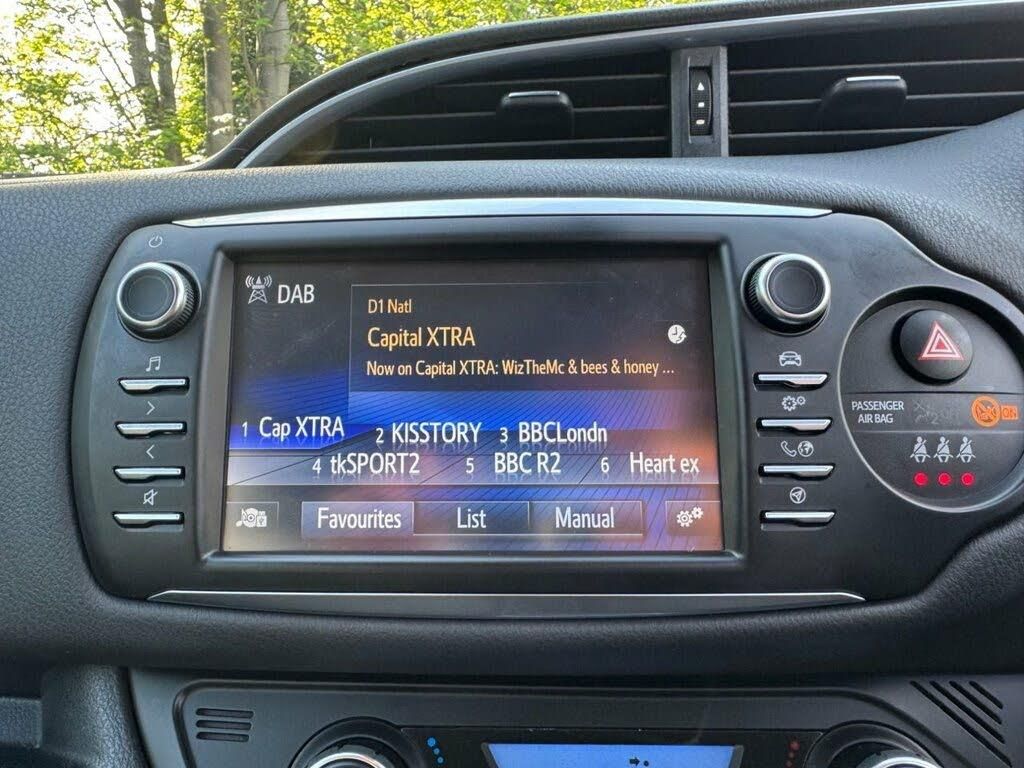 DAB
D1 Natl
Capital XTRA
Now on Capital XTRA: WizTheMc & bees & honey ...
1 Cap XTRA 2 KISSTORY 3 BBCLondn
4 tkSPORT2 5 BBC R2 6 Heart ex
Favourites List Manual
PASSENGER
AIR BAG
ON